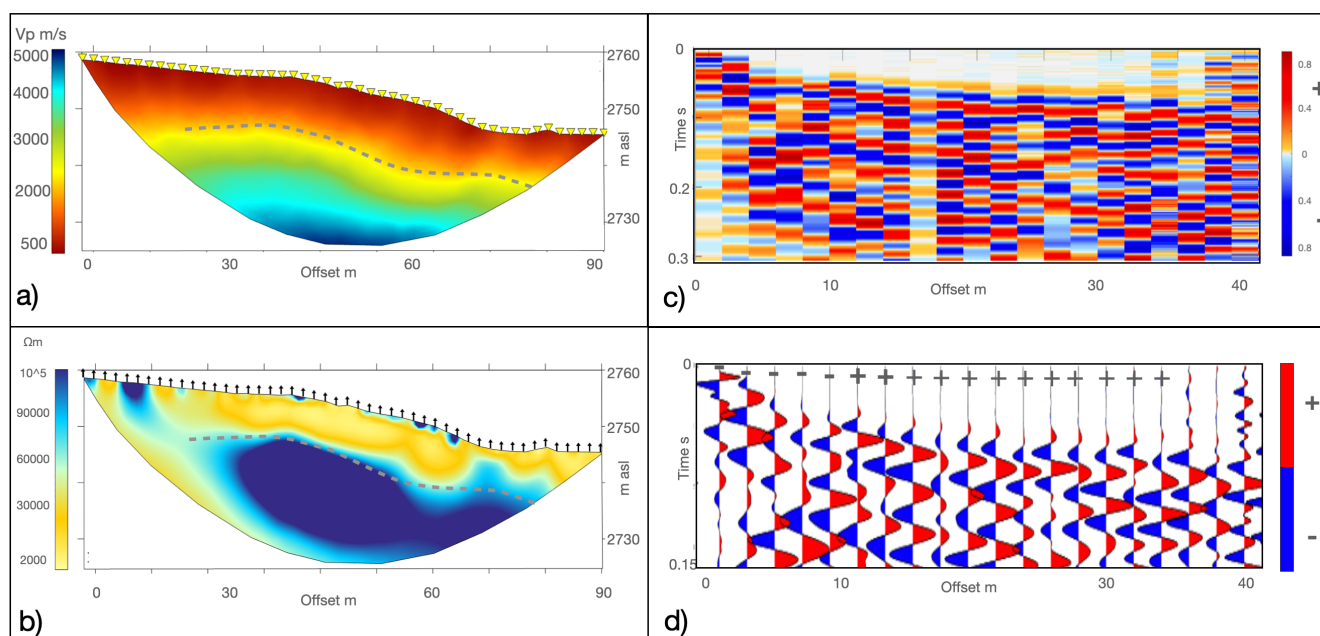 Vp m/s
5000
4000
3000
2000
500
2760
2750
m asl
2730
0 30 60 90
Offset m
a)
0
Time s
0.1
0.2
0.3
0 10 30 40
Offset m
0.8
+
0.4
0
0.4
-
0.8
c)
Ωm
10^5
90000
60000
30000
2000
2760
2750
m asl
2730
0 30 60 90
Offset m
b)
0
- - - - - + + + + + + + + + + + +
Time s
0.15
0 10 30 40
Offset m
+
-
d)